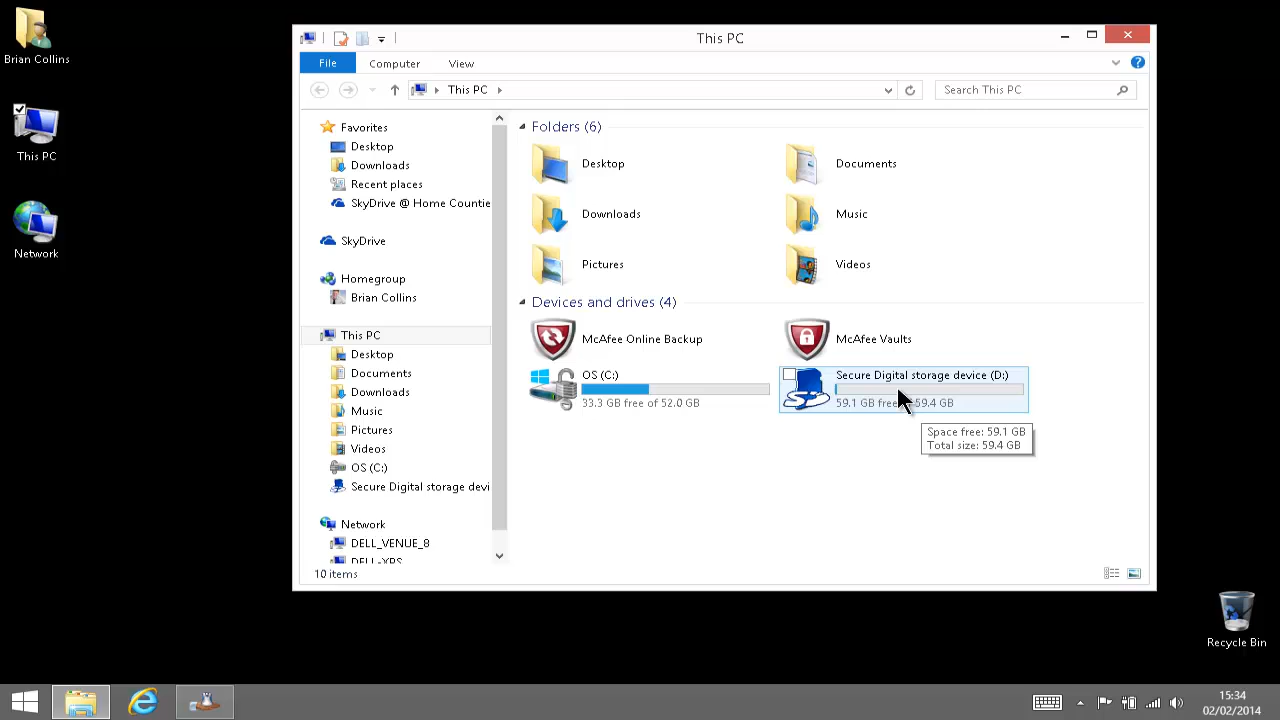 Brian Collins
This PC
Network
This PC
File
Computer
View
This PC
Search This PC
Favorites
Desktop
Downloads
Recent places
SkyDrive @ Home Countie
SkyDrive
Homegroup
Brian Collins
This PC
Desktop
Documents
Downloads
Music
Pictures
Videos
OS (C:)
Secure Digital storage devi
Network
DELL_VENUE_8
DELL-XPS
10 items
Folders (6)
Desktop
Documents
Downloads
Music
Pictures
Videos
Devices and drives (4)
McAfee Online Backup
McAfee Vaults
OS (C:)
33.3 GB free of 52.0 GB
Secure Digital storage device (D:)
59.1 GB free 59.4 GB
Space free: 59.1 GB
Total size: 59.4 GB
Recycle Bin
15:34
02/02/2014